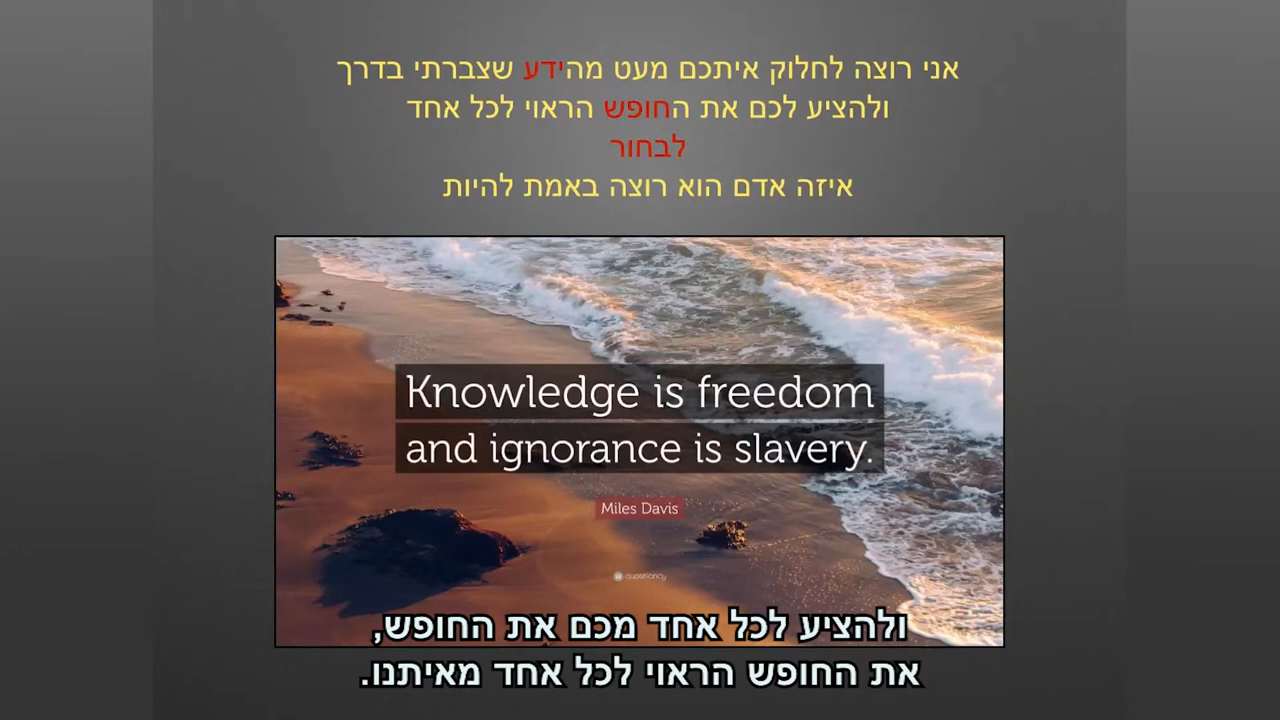 אני רוצה לחלוק איתכם מעט מהידע שצברתי בדרך
ולהציע לכם את החופש הראוי לכל אחד
לבחור
איזה אדם הוא רוצה באמת להיות
Knowledge is freedom
and ignorance is slavery.
Miles Davis
quotefancy
ולהציע לכל אחד מכם את החופש,
את החופש הראוי לכל אחד מאיתנו.